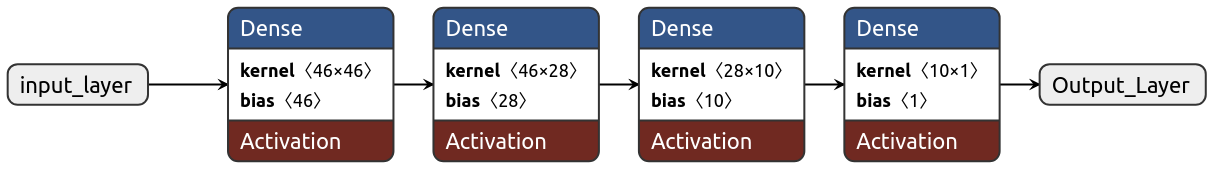 input_layer
Dense
kernel〈46×46〉
bias〈46〉
Activation
Dense
kernel〈46×28〉
bias〈28〉
Activation
Dense
kernel〈28×10〉
bias〈10〉
Activation
Dense
kernel〈10×1〉
bias〈1〉
Activation
Output_Layer